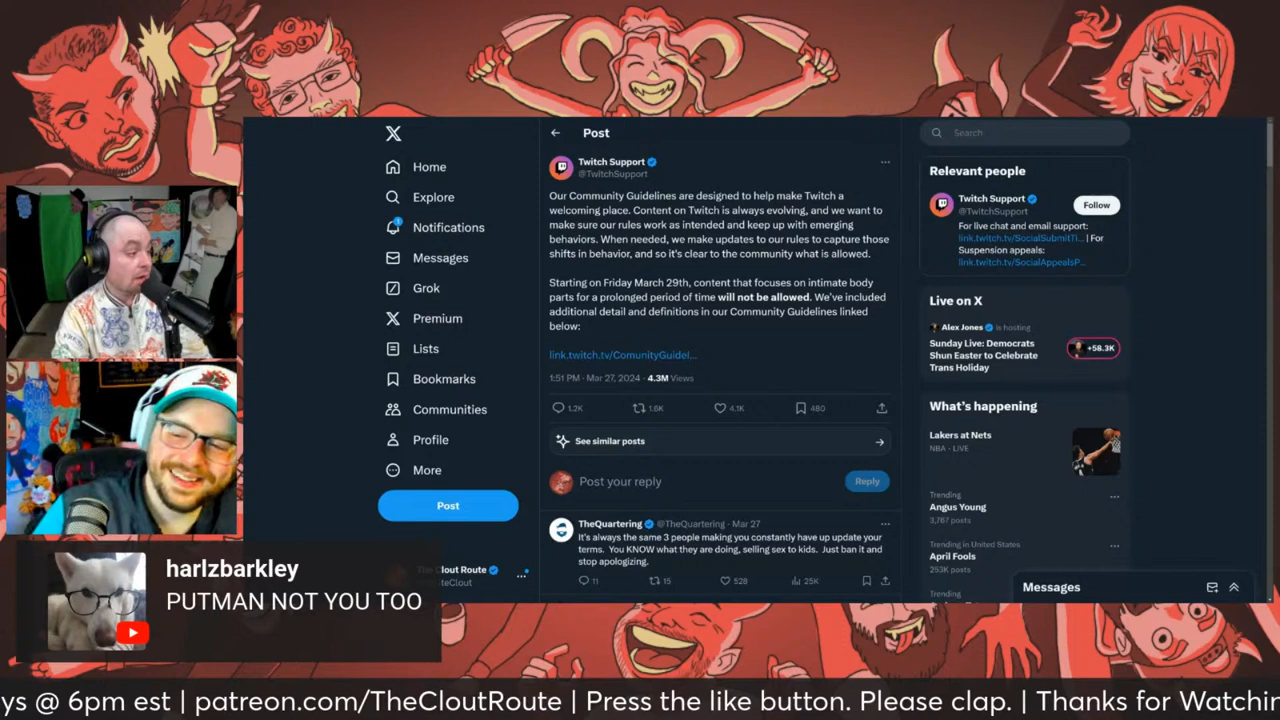 Home
Explore
1
Notifications
Messages
Grok
Premium
Lists
Bookmarks
Communities
Profile
More
Post
The Clout Route
Post
Twitch Support
@TwitchSupport
Our Community Guidelines are designed to help make Twitch a
welcoming place. Content on Twitch is always evolving, and we want to
make sure our rules work as intended and keep up with emerging
behaviors. When needed, we make updates to our rules to capture those
shifts in behavior, and so it's clear to the community what is allowed.
Starting on Friday March 29th, content that focuses on intimate body
parts for a prolonged period of time will not be allowed. We've included
additional detail and definitions in our Community Guidelines linked
below:
link.twitch.tv/ComunityGuidel...
1:51 PM · Mar 27, 2024 · 4.3M Views
1.2K 1.6K 4.1K 480
See similar posts
Post your reply
Reply
TheQuartering @TheQuartering · Mar 27
It's always the same 3 people making you constantly have up update your
terms. You KNOW what they are doing, selling sex to kids. Just ban it and
stop apologizing.
11 15 528 25K
Search
Relevant people
Twitch Support
@TwitchSupport
Follow
For live chat and email support:
link.twitch.tv/SocialSubmitTi... | For
Suspension appeals:
link.twitch.tv/SocialAppealsP...
Live on X
Alex Jones is hosting
Sunday Live: Democrats
Shun Easter to Celebrate
Trans Holiday
+58.3K
What's happening
Lakers at Nets
NBA · LIVE
Trending
Angus Young
3,767 posts
Trending in United States
April Fools
253K posts
Trending
Messages
harlzbarkley
PUTMAN NOT YOU TOO
ys @ 6pm est | patreon.com/TheCloutRoute | Press the like button. Please clap. | Thanks for Watchin